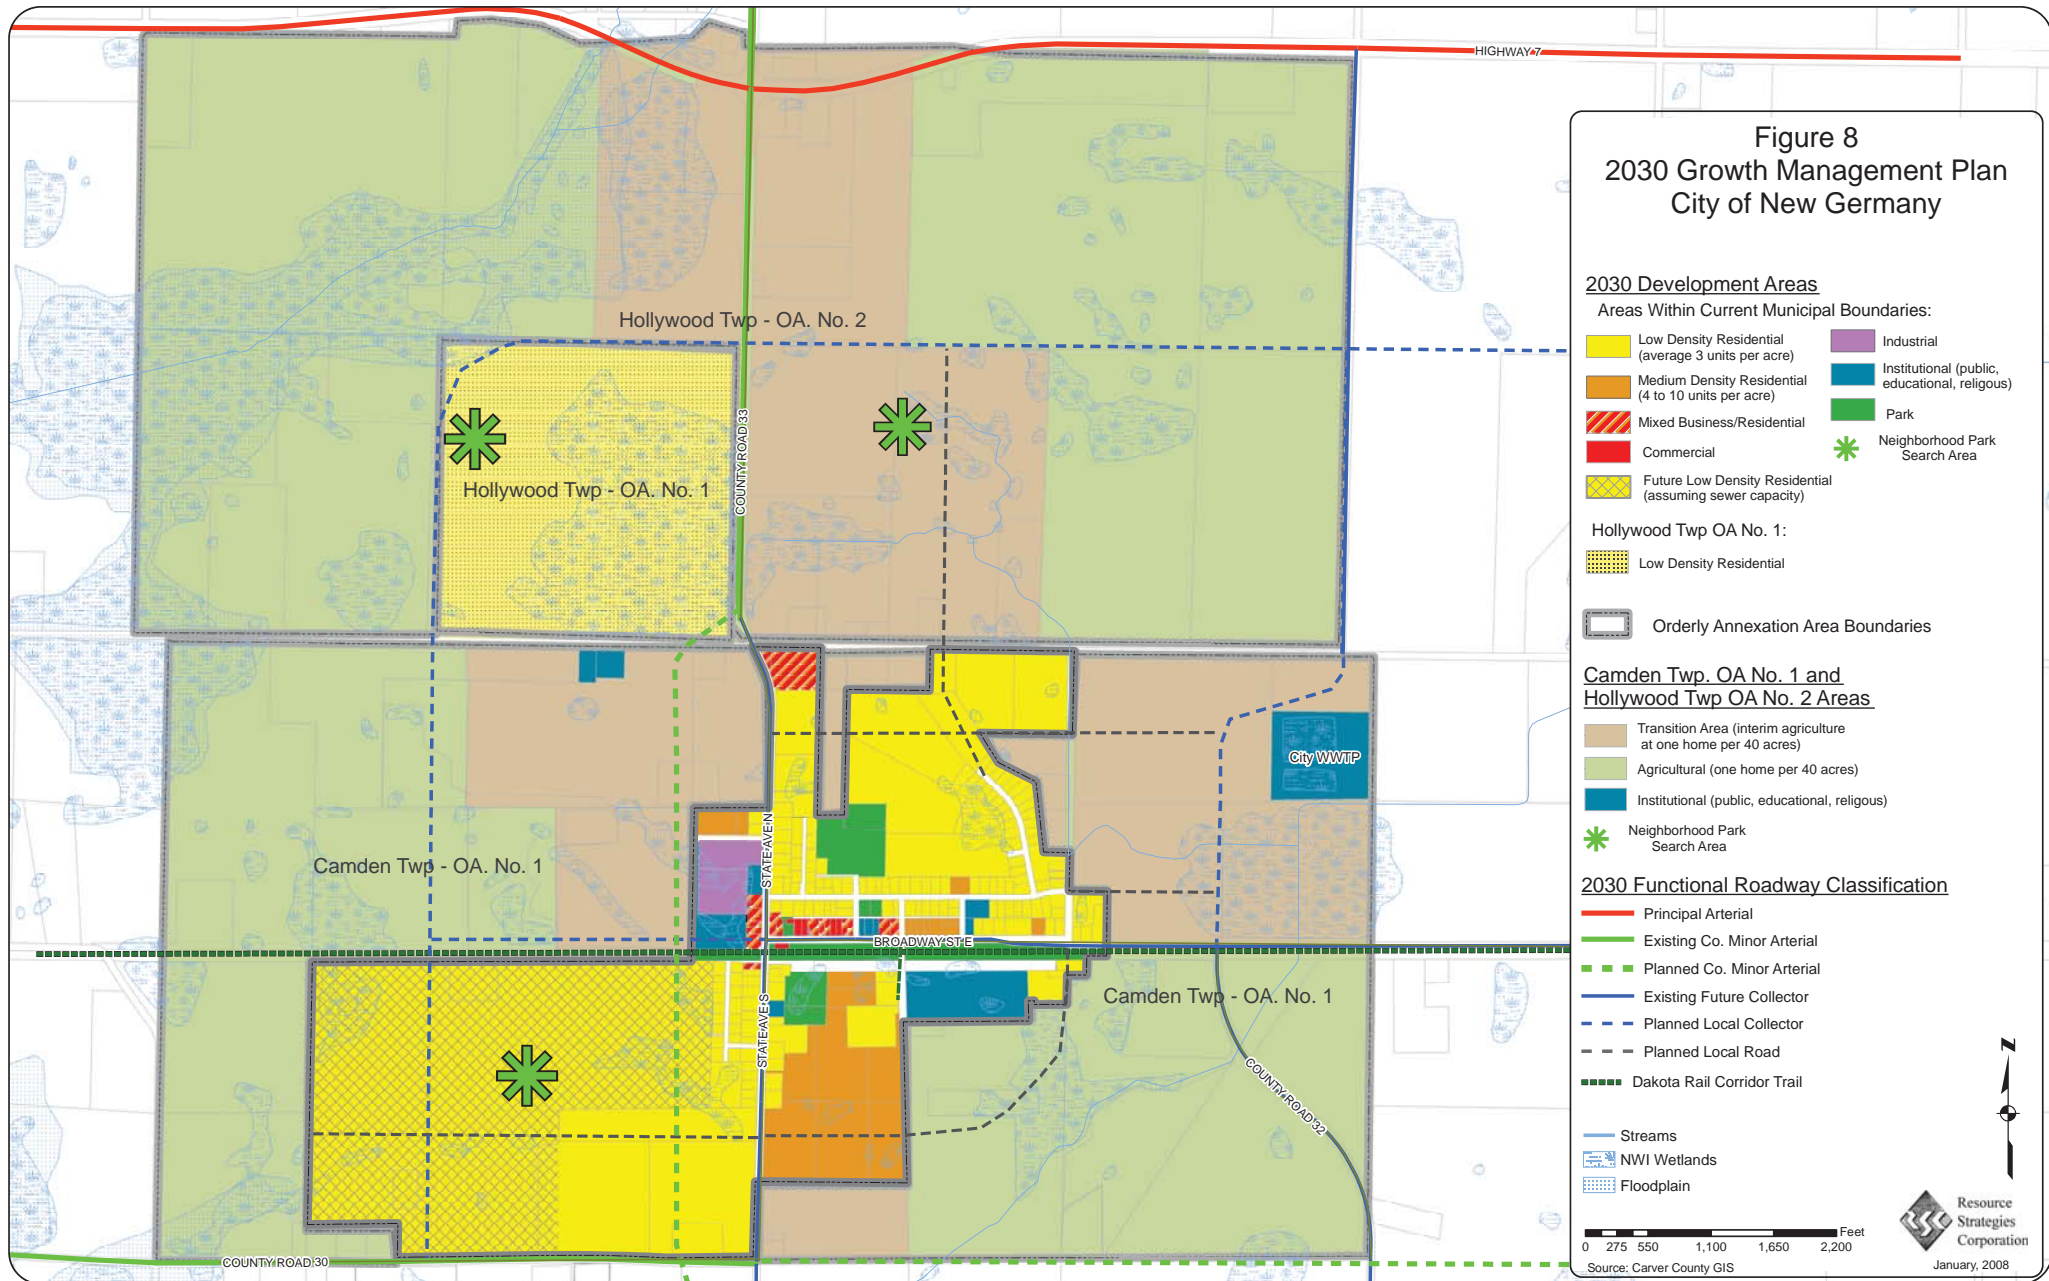 HIGHWAY 7
Hollywood Twp - OA. No. 2
COUNTY ROAD 33
Hollywood Twp - OA. No. 1
City WWTP
STATE AVE N
Camden Twp - OA. No. 1
BROADWAY ST E
Camden Twp - OA. No. 1
STATE AVE S
COUNTY ROAD 32
COUNTY ROAD 30
Figure 8
2030 Growth Management Plan
City of New Germany
2030 Development Areas
Areas Within Current Municipal Boundaries:
Low Density Residential
(average 3 units per acre)
Medium Density Residential
(4 to 10 units per acre)
Mixed Business/Residential
Commercial
Future Low Density Residential
(assuming sewer capacity)
Industrial
Institutional (public,
educational, religous)
Park
Neighborhood Park
Search Area
Hollywood Twp OA No. 1:
Low Density Residential
Orderly Annexation Area Boundaries
Camden Twp. OA No. 1 and
Hollywood Twp OA No. 2 Areas
Transition Area (interim agriculture
at one home per 40 acres)
Agricultural (one home per 40 acres)
Institutional (public, educational, religous)
Neighborhood Park
Search Area
2030 Functional Roadway Classification
Principal Arterial
Existing Co. Minor Arterial
Planned Co. Minor Arterial
Existing Future Collector
Planned Local Collector
Planned Local Road
Dakota Rail Corridor Trail
Streams
NWI Wetlands
Floodplain
Z
Feet
0 275 550 1,100 1,650 2,200
Source: Carver County GIS
Resource
Strategies
Corporation
January, 2008